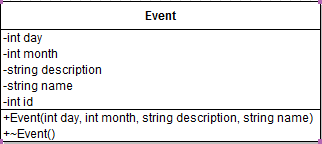 Event
-int day
-int month
-string description
-string name
-int id
+Event(int day, int month, string description, string name)
+~Event()